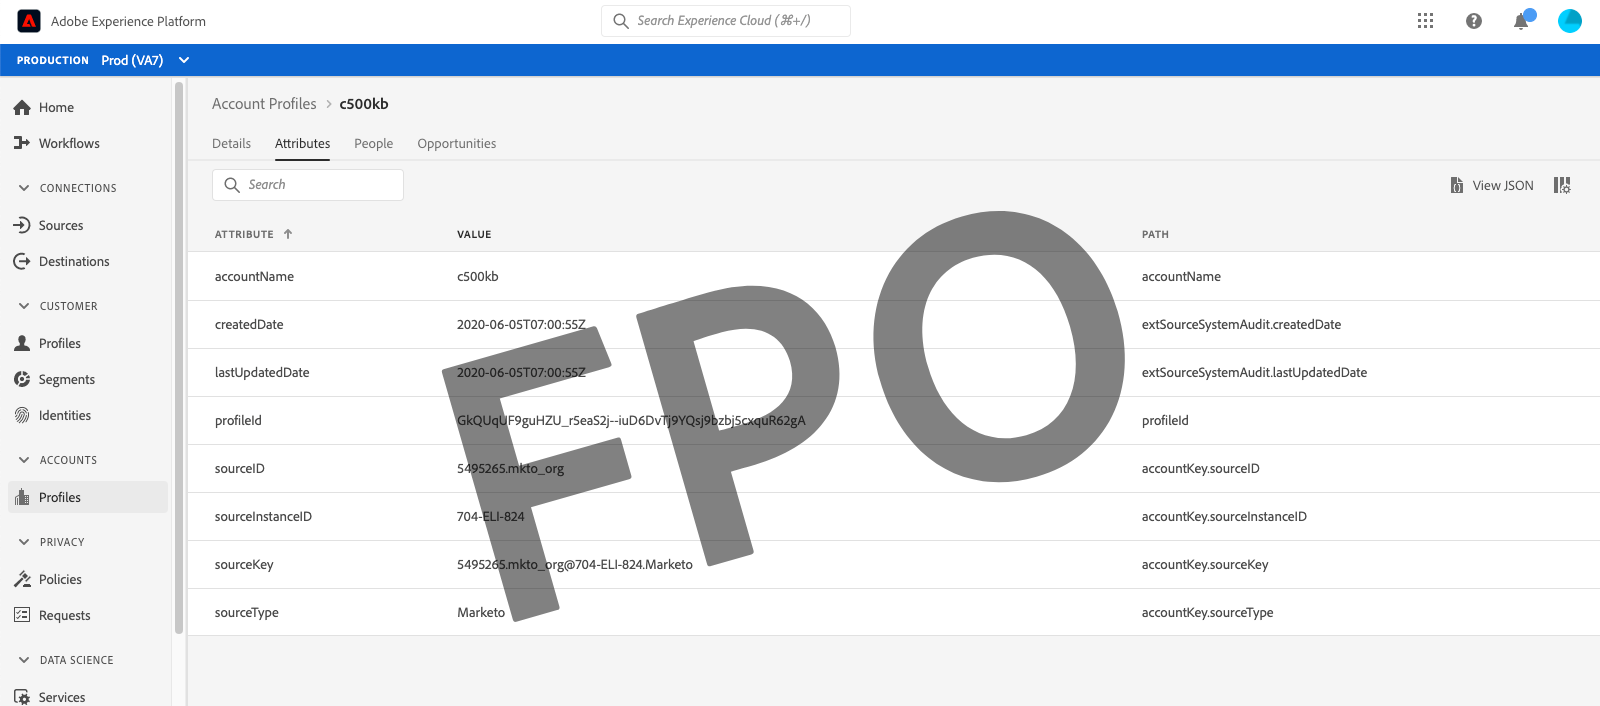 Adobe Experience Platform
Search Experience Cloud (⌘+/)
PRODUCTION Prod (VA7)
Home
Workflows
CONNECTIONS
Sources
Destinations
CUSTOMER
Profiles
Segments
Identities
ACCOUNTS
Profiles
PRIVACY
Policies
Requests
DATA SCIENCE
Services
Account Profiles > c500kb
Details Attributes People Opportunities
Search
View JSON
ATTRIBUTE VALUE PATH
accountName c500kb accountName
createdDate 2020-06-05T07:00:55Z extSourceSystemAudit.createdDate
lastUpdatedDate 2020-06-05T07:00:55Z extSourceSystemAudit.lastUpdatedDate
profileId GkQUqUF9guHZU_r5eaS2j--iuD6DvTj9YQsj9bzbj5cxquR62gA profileId
sourceID 5495265.mkto_org accountKey.sourceID
sourceInstanceID 704-ELI-824 accountKey.sourceInstanceID
sourceKey 5495265.mkto_org@704-ELI-824.Marketo accountKey.sourceKey
sourceType Marketo accountKey.sourceType
FPO